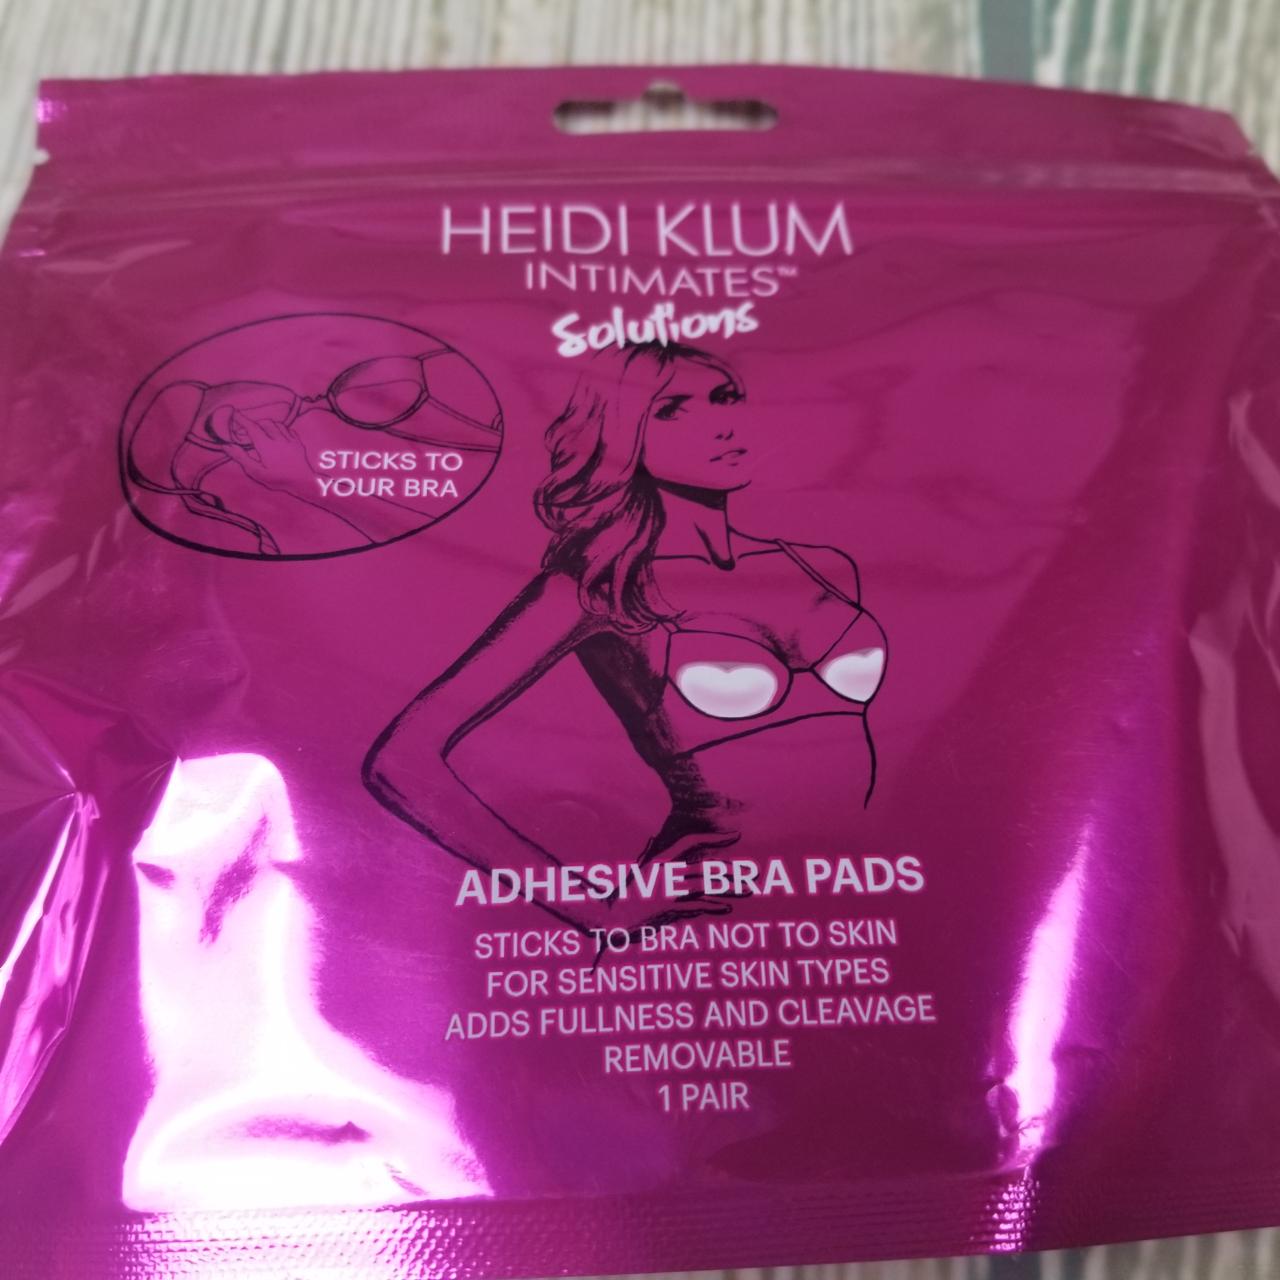 HEIDI KLUM
INTIMATES™
Solutions
STICKS TO
YOUR BRA
ADHESIVE BRA PADS
STICKS TO BRA NOT TO SKIN
FOR SENSITIVE SKIN TYPES
ADDS FULLNESS AND CLEAVAGE
REMOVABLE
1 PAIR